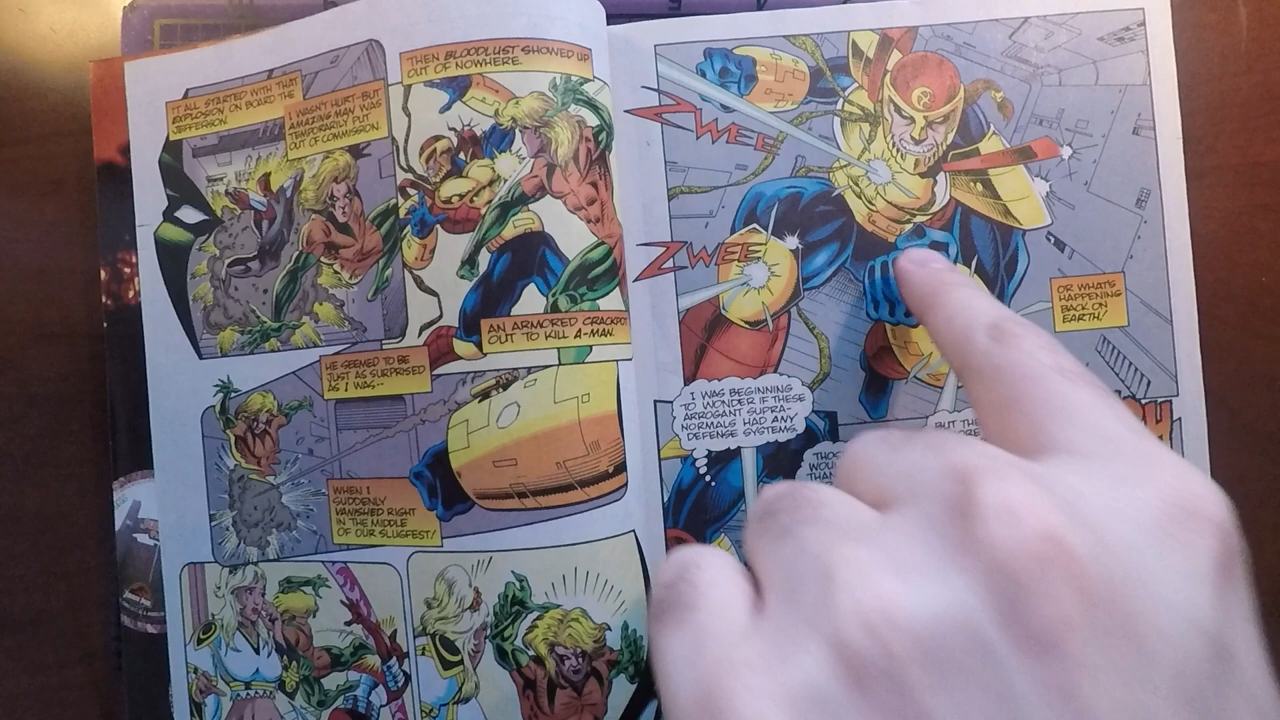 IT ALL STARTED WITH THAT
EXPLOSION ON BOARD THE
JEFFERSON.
I WASN'T HURT-BUT
AMAZING MAN WAS
TEMPORARILY PUT
OUT OF COMMISSION.
THEN BLOODLUST SHOWED UP
OUT OF NOWHERE.
AN ARMORED CRACKPOT
OUT TO KILL A-MAN.
HE SEEMED TO BE
JUST AS SURPRISED
AS I WAS--
WHEN I
SUDDENLY
VANISHED RIGHT
IN THE MIDDLE
OF OUR SLUGFEST!
ZWEE
ZWEE
OR WHAT'S
HAPPENING
BACK ON
EARTH!
I WAS BEGINNING
TO WONDER IF THESE
ARROGANT SUPRA-
NORMALS HAD ANY
DEFENSE SYSTEMS.
BUT THE